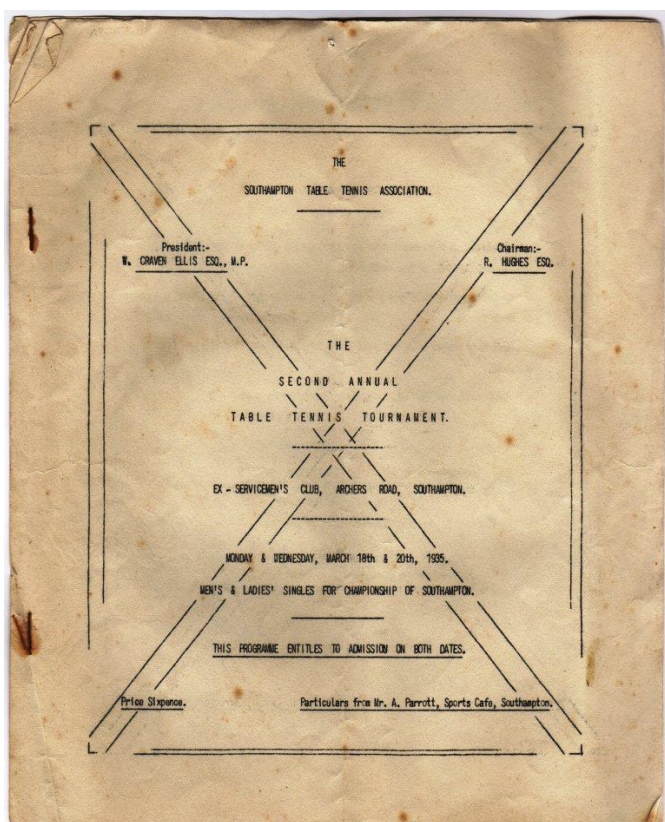 THE
SOUTHAMPTON TABLE TENNIS ASSOCIATION.
President:-
W. CRAVEN ELLIS ESQ., M.P.
Chairman:-
R. HUGHES ESQ.
THE
SECOND ANNUAL
TABLE TENNIS TOURNAMENT.
EX - SERVICEMEN'S CLUB, ARCHERS ROAD, SOUTHAMPTON.
MONDAY & WEDNESDAY, MARCH 18th & 20th, 1935.
MEN'S & LADIES' SINGLES FOR CHAMPIONSHIP OF SOUTHAMPTON.
THIS PROGRAMME ENTITLES TO ADMISSION ON BOTH DATES.
Price Sixpence.
Particulars from Mr. A. Parrott, Sports Cafe, Southampton.